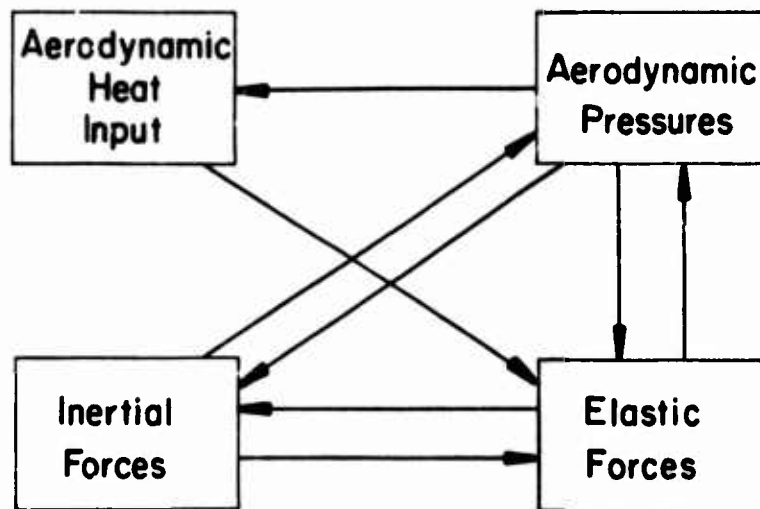 Aerodynamic
Heat
Input
Aerodynamic
Pressures
Inertial
Forces
Elastic
Forces